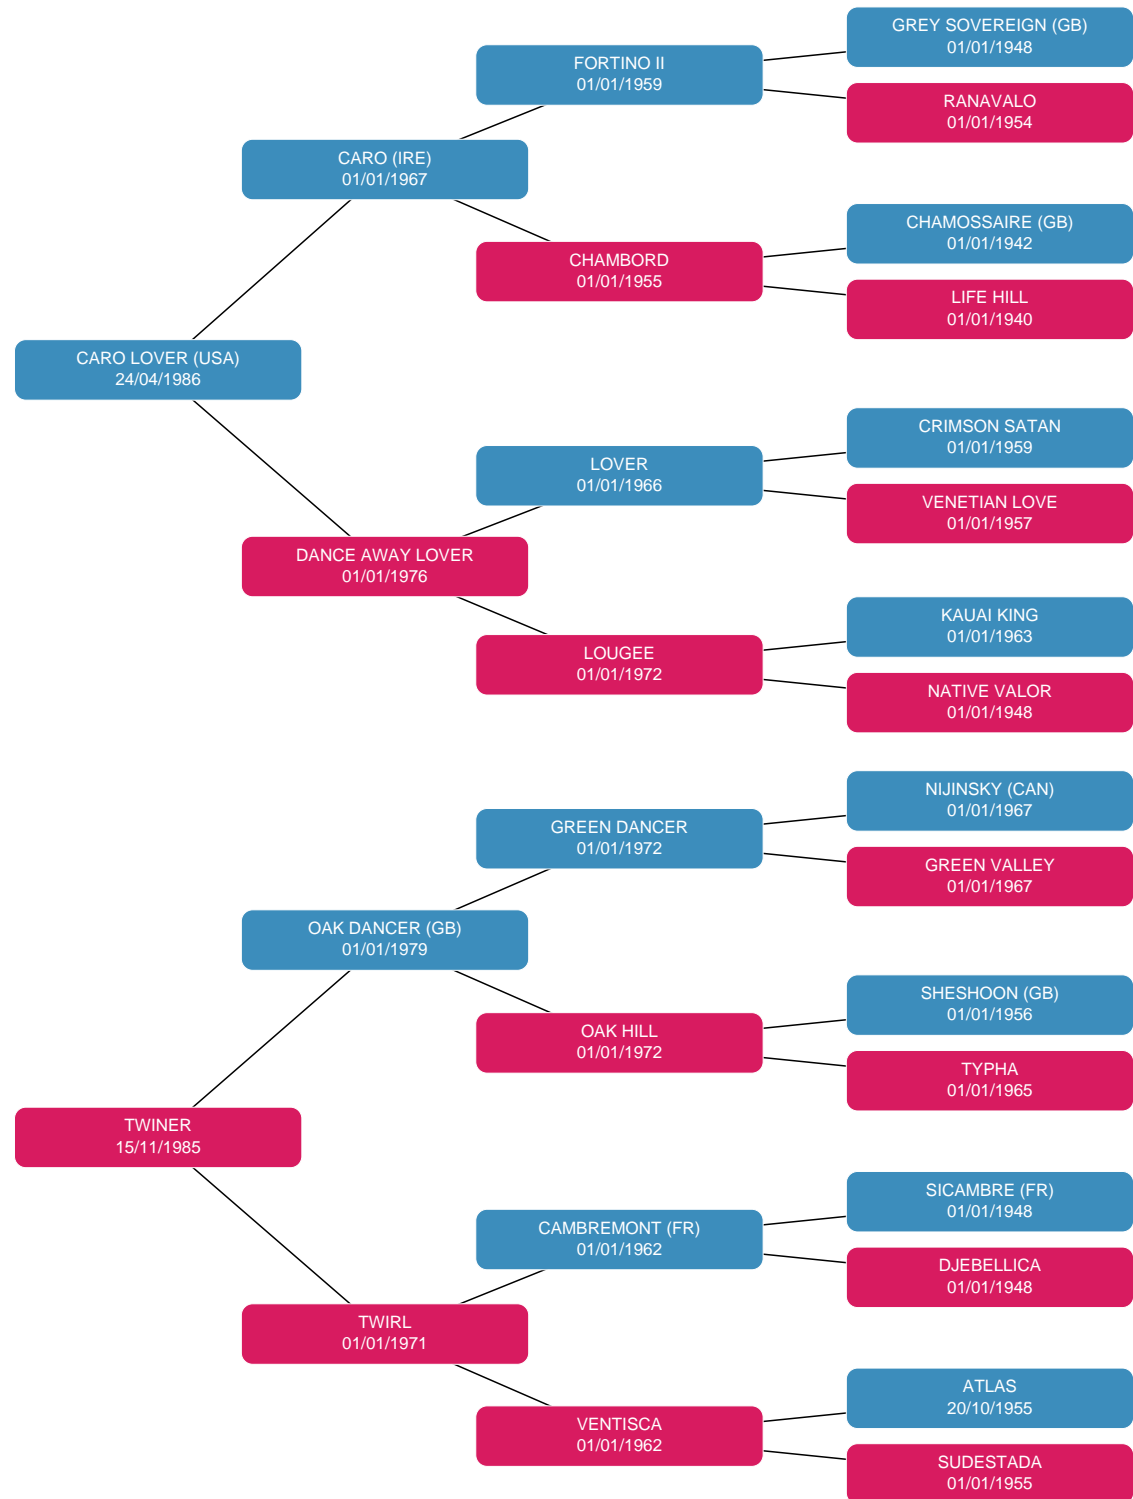 GREY SOVEREIGN (GB)
01/01/1948
FORTINO II
01/01/1959
RANAVALO
01/01/1954
CARO (IRE)
01/01/1967
CHAMOSSAIRE (GB)
01/01/1942
CHAMBORD
01/01/1955
LIFE HILL
01/01/1940
CARO LOVER (USA)
24/04/1986
CRIMSON SATAN
01/01/1959
LOVER
01/01/1966
VENETIAN LOVE
01/01/1957
DANCE AWAY LOVER
01/01/1976
KAUAI KING
01/01/1963
LOUGEE
01/01/1972
NATIVE VALOR
01/01/1948
NIJINSKY (CAN)
01/01/1967
GREEN DANCER
01/01/1972
GREEN VALLEY
01/01/1967
OAK DANCER (GB)
01/01/1979
SHESHOON (GB)
01/01/1956
OAK HILL
01/01/1972
TYPHA
01/01/1965
TWINER
15/11/1985
SICAMBRE (FR)
01/01/1948
CAMBREMONT (FR)
01/01/1962
DJEBELLICA
01/01/1948
TWIRL
01/01/1971
ATLAS
20/10/1955
VENTISCA
01/01/1962
SUDESTADA
01/01/1955